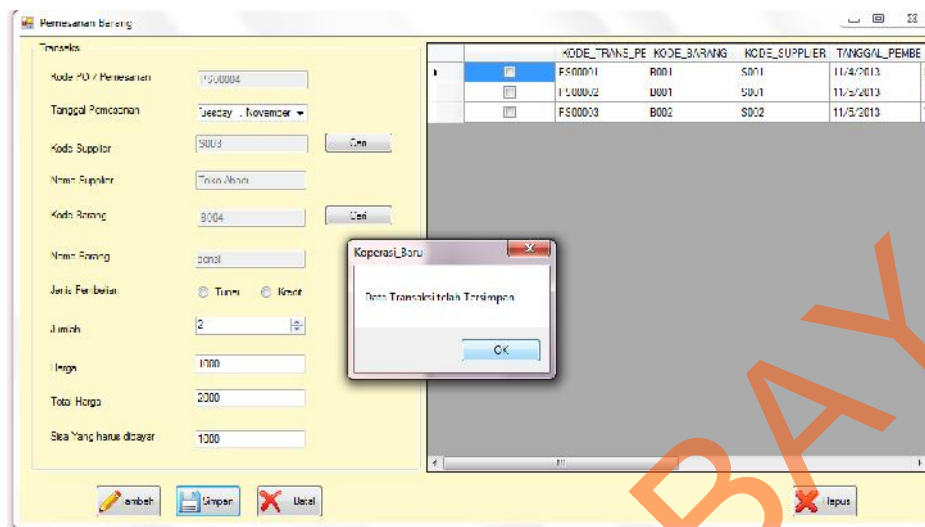 Pemesanan Barang
Transaksi
Kode PO / Pemesanan PS00004
Tanggal Pemesanan Tuesday , November
Kode Supplier S003 Cari
Nama Supplier Toko Abadi
Kode Barang B004 Cari
Nama Barang pensil
Jenis Pembelian Tunai Kredit
Jumlah 2
Harga 1000
Total Harga 2000
Sisa Yang harus dibayar 1000
Tambah Simpan Batal
KODE_TRANS_PE KODE_BARANG KODE_SUPPLIER TANGGAL_PEMBE
PS00001 B001 S001 11/4/2013
PS00002 B001 S001 11/5/2013
PS00003 B002 S002 11/5/2013
Koperasi_Baru
Data Transaksi telah Tersimpan
OK
Hapus
BAY